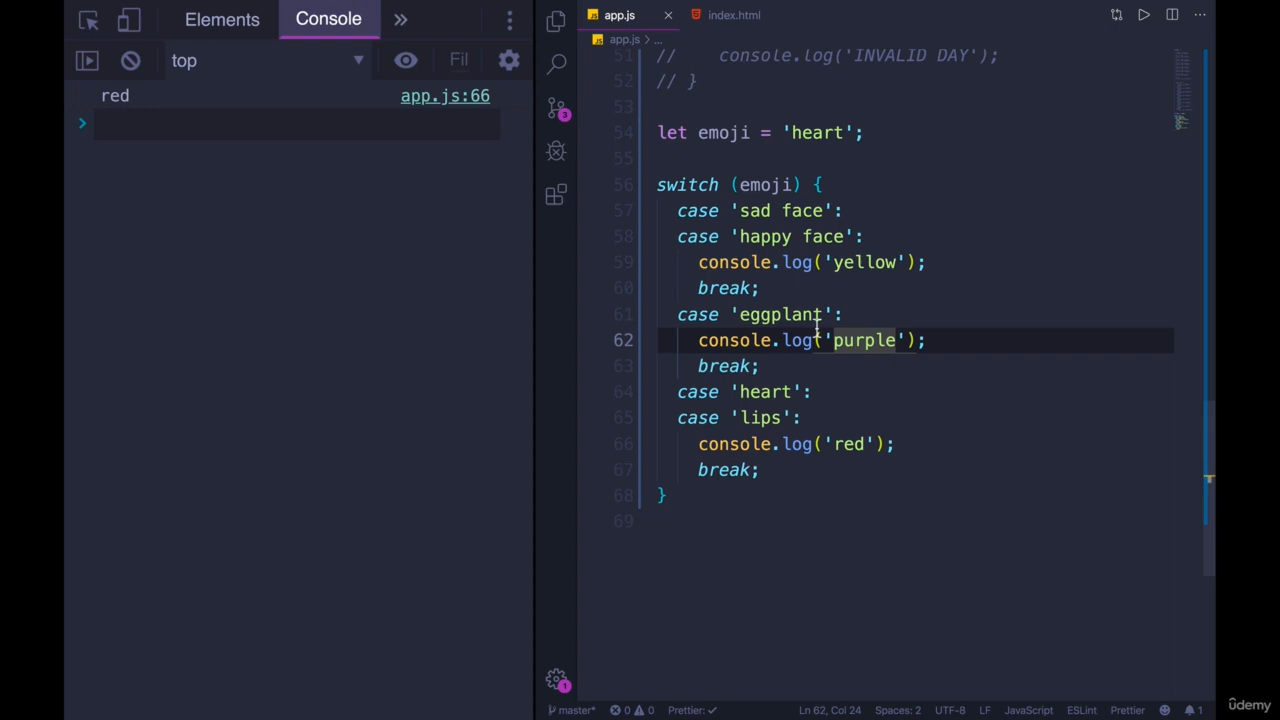 Elements
Console
top
Fil
red
app.js:66
app.js
index.html
app.js > ...
51 //    console.log('INVALID DAY');
52 // }
53
54 let emoji = 'heart';
55
56 switch (emoji) {
57   case 'sad face':
58   case 'happy face':
59     console.log('yellow');
60     break;
61   case 'eggplant':
62     console.log('purple');
63     break;
64   case 'heart':
65   case 'lips':
66     console.log('red');
67     break;
68 }
69
3
1
master*
0
0
Prettier: ✓
Ln 62, Col 24
Spaces: 2
UTF-8
LF
JavaScript
ESLint
Prettier
1
udemy